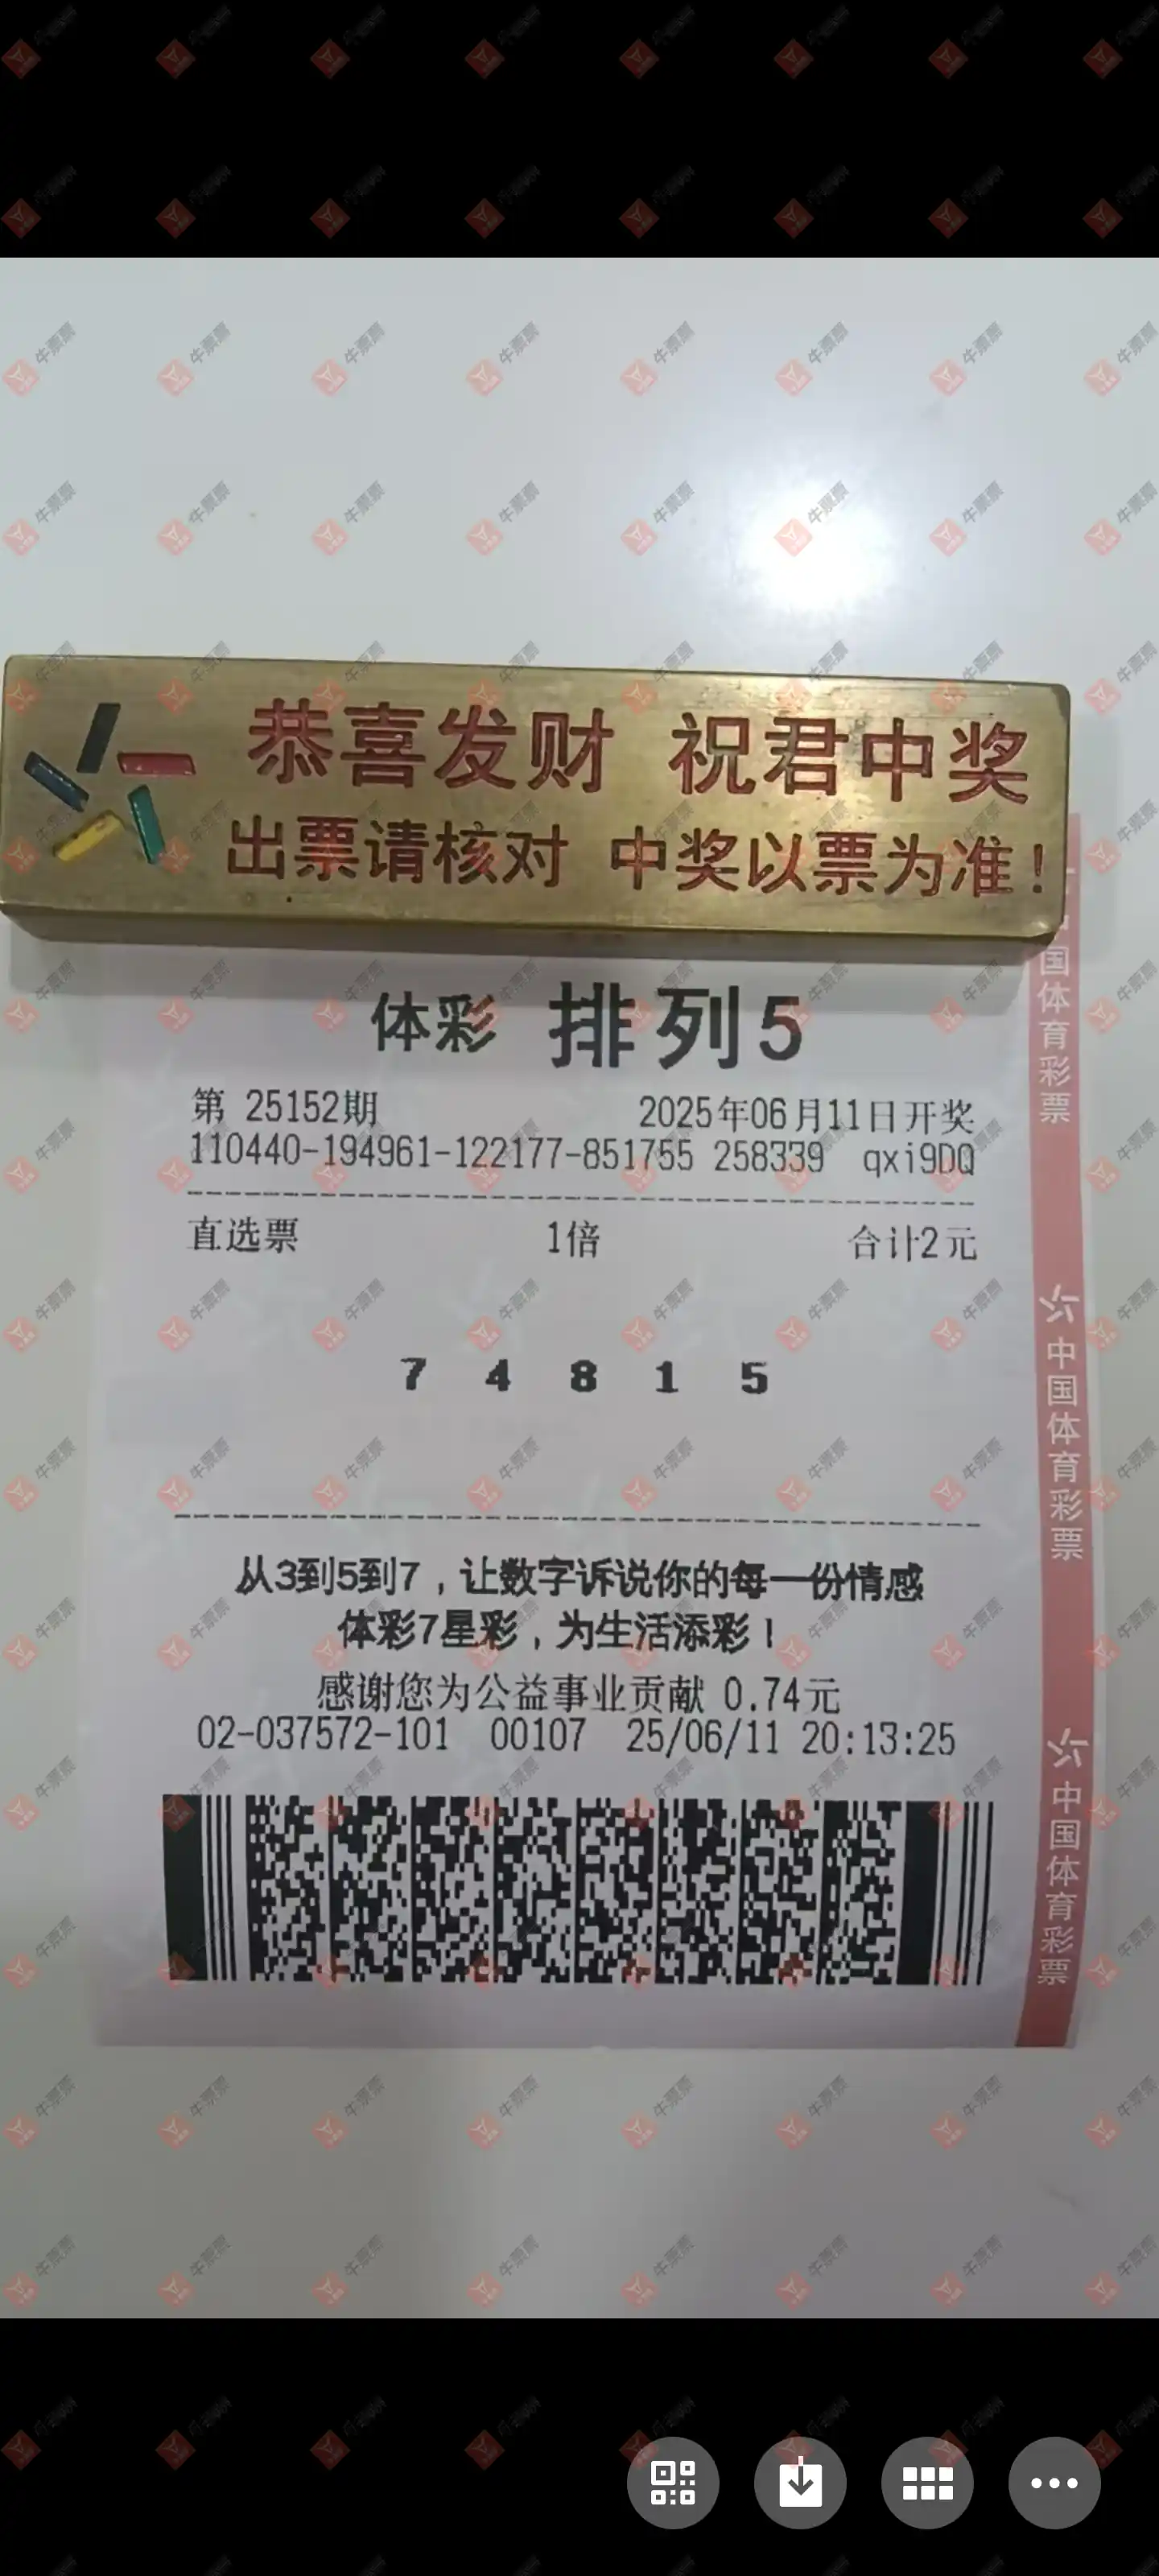 恭喜发财 祝君中奖
出票请核对 中奖以票为准！
体彩 排列5
第 25152期 2025年06月11日开奖
110440-194961-122177-851755 258339 qxi9DQ
直选票 1倍 合计2元
7 4 8 1 5
从3到5到7，让数字诉说你的每一份情感
体彩7星彩，为生活添彩！
感谢您为公益事业贡献 0.74元
02-037572-101 00107 25/06/11 20:13:25
国体育彩票
中国体育彩票
中国体育彩票
牛票票